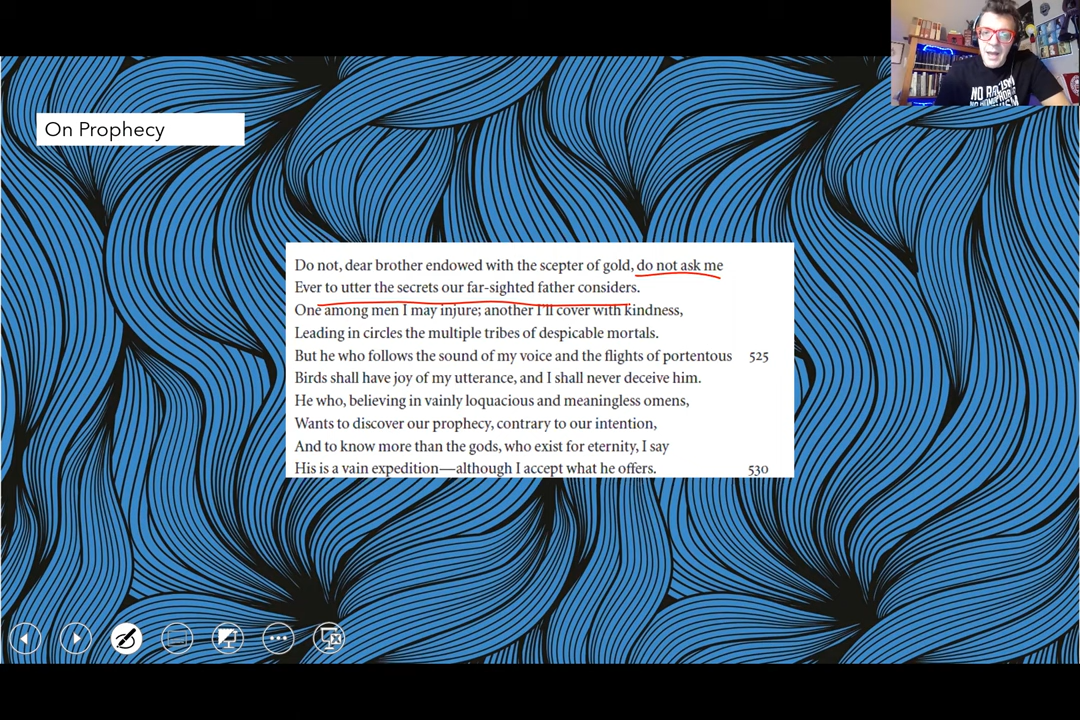 On Prophecy
Do not, dear brother endowed with the scepter of gold, do not ask me
Ever to utter the secrets our far-sighted father considers.
One among men I may injure; another I'll cover with kindness,
Leading in circles the multiple tribes of despicable mortals.
But he who follows the sound of my voice and the flights of portentous 525
Birds shall have joy of my utterance, and I shall never deceive him.
He who, believing in vainly loquacious and meaningless omens,
Wants to discover our prophecy, contrary to our intention,
And to know more than the gods, who exist for eternity, I say
His is a vain expedition—although I accept what he offers. 530
NO RACISM
NO